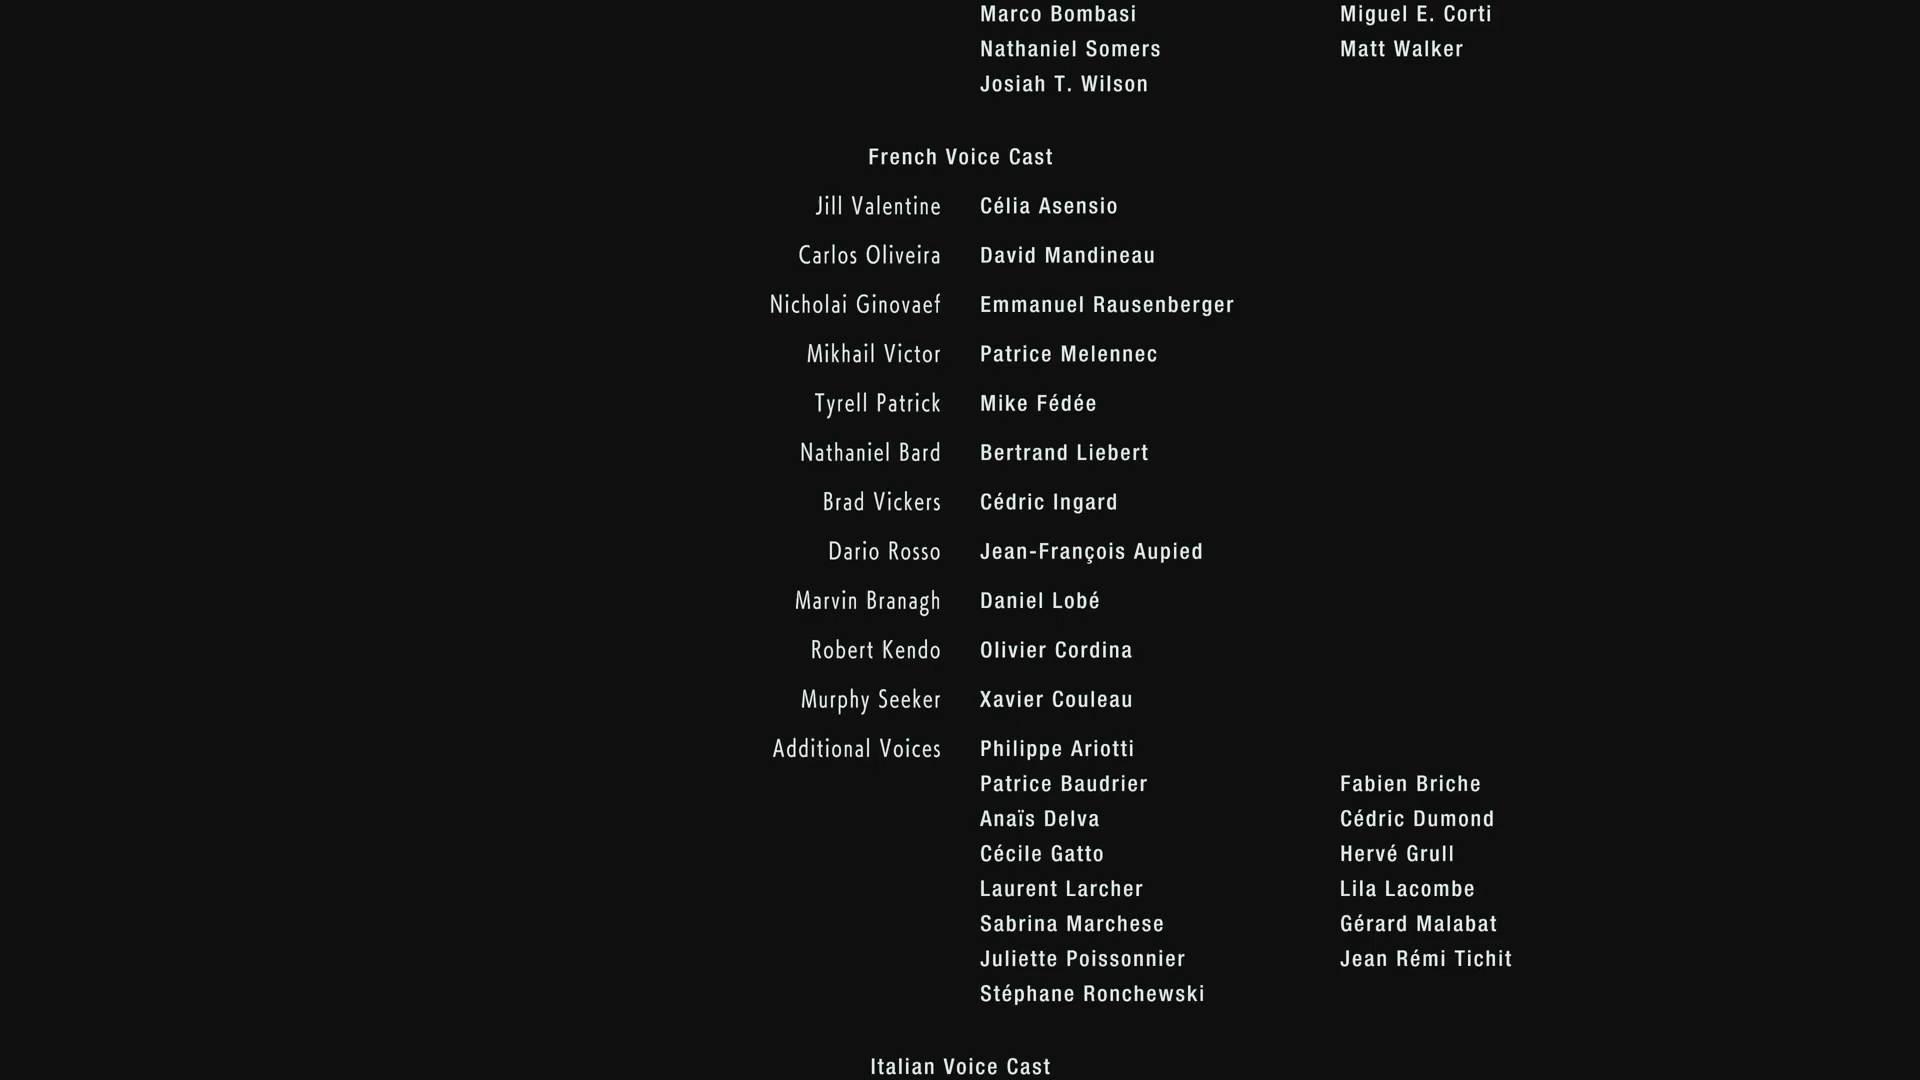 Marco Bombasi Miguel E. Corti
Nathaniel Somers Matt Walker
Josiah T. Wilson
French Voice Cast
Jill Valentine Célia Asensio
Carlos Oliveira David Mandineau
Nicholai Ginovaef Emmanuel Rausenberger
Mikhail Victor Patrice Melennec
Tyrell Patrick Mike Fédée
Nathaniel Bard Bertrand Liebert
Brad Vickers Cédric Ingard
Dario Rosso Jean-François Aupied
Marvin Branagh Daniel Lobé
Robert Kendo Olivier Cordina
Murphy Seeker Xavier Couleau
Additional Voices Philippe Ariotti
Patrice Baudrier Fabien Briche
Anaïs Delva Cédric Dumond
Cécile Gatto Hervé Grull
Laurent Larcher Lila Lacombe
Sabrina Marchese Gérard Malabat
Juliette Poissonnier Jean Rémi Tichit
Stéphane Ronchewski
Italian Voice Cast